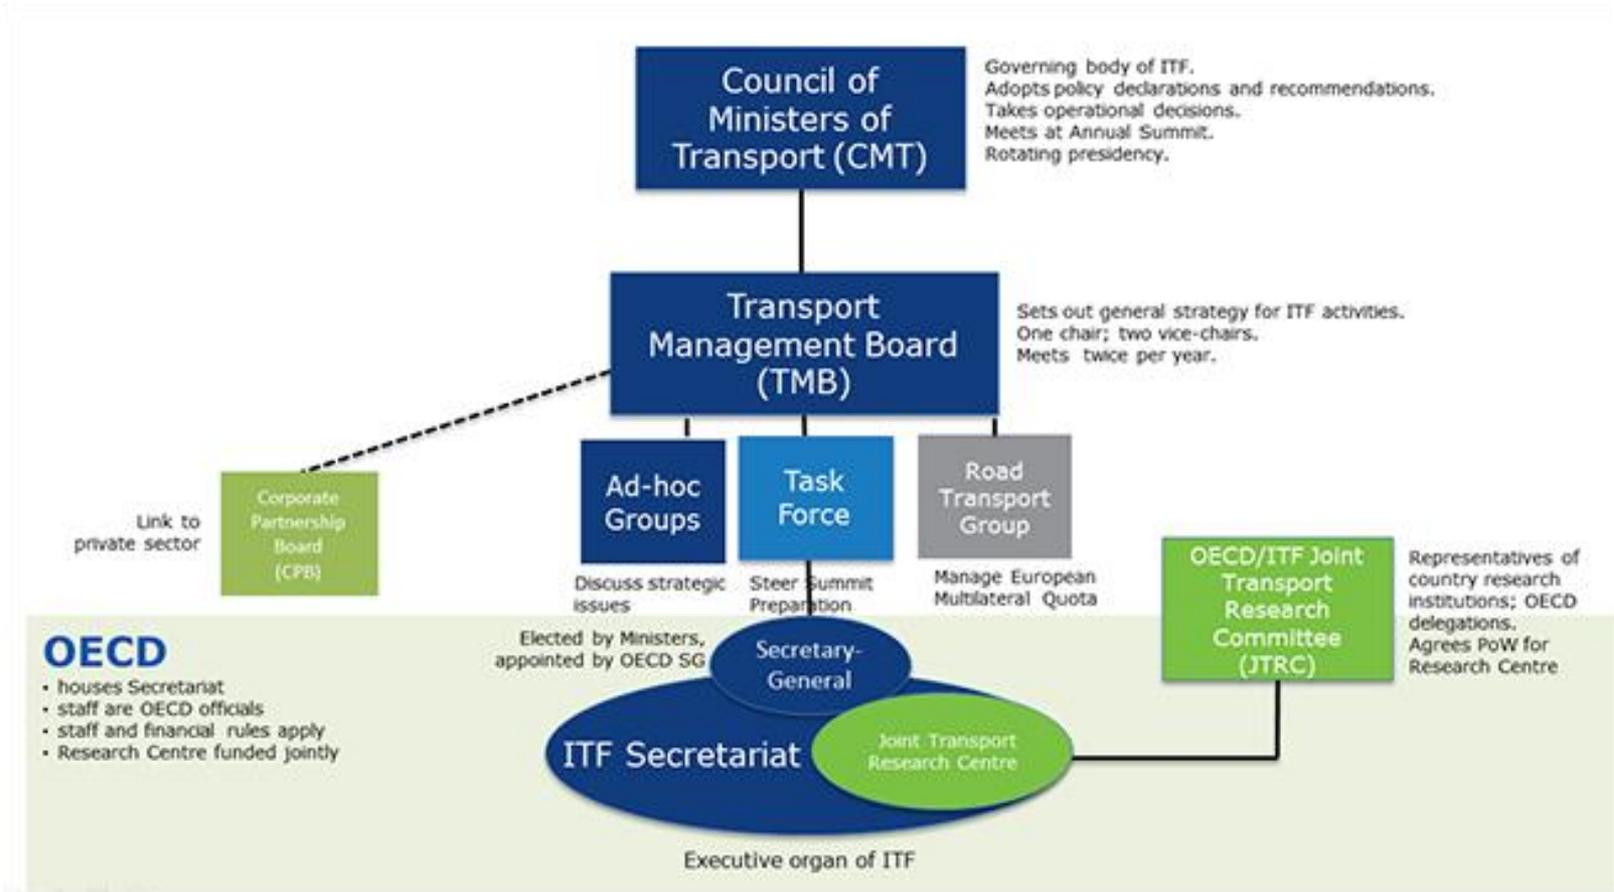 Council of
Ministers of
Transport (CMT)
Governing body of ITF.
Adopts policy declarations and recommendations.
Takes operational decisions.
Meets at Annual Summit.
Rotating presidency.
Transport
Management Board
(TMB)
Sets out general strategy for ITF activities.
One chair; two vice-chairs.
Meets twice per year.
Link to
private sector
Corporate
Partnership
Board
(CPB)
Ad-hoc
Groups
Discuss strategic
issues
Task
Force
Steer Summit
Preparation
Road
Transport
Group
Manage European
Multilateral Quota
OECD/ITF Joint
Transport
Research
Committee
(JTRC)
Representatives of
country research
institutions; OECD
delegations.
Agrees PoW for
Research Centre
OECD
• houses Secretariat
• staff are OECD officials
• staff and financial rules apply
• Research Centre funded jointly
Elected by Ministers,
appointed by OECD SG
Secretary-
General
ITF Secretariat
Joint Transport
Research Centre
Executive organ of ITF